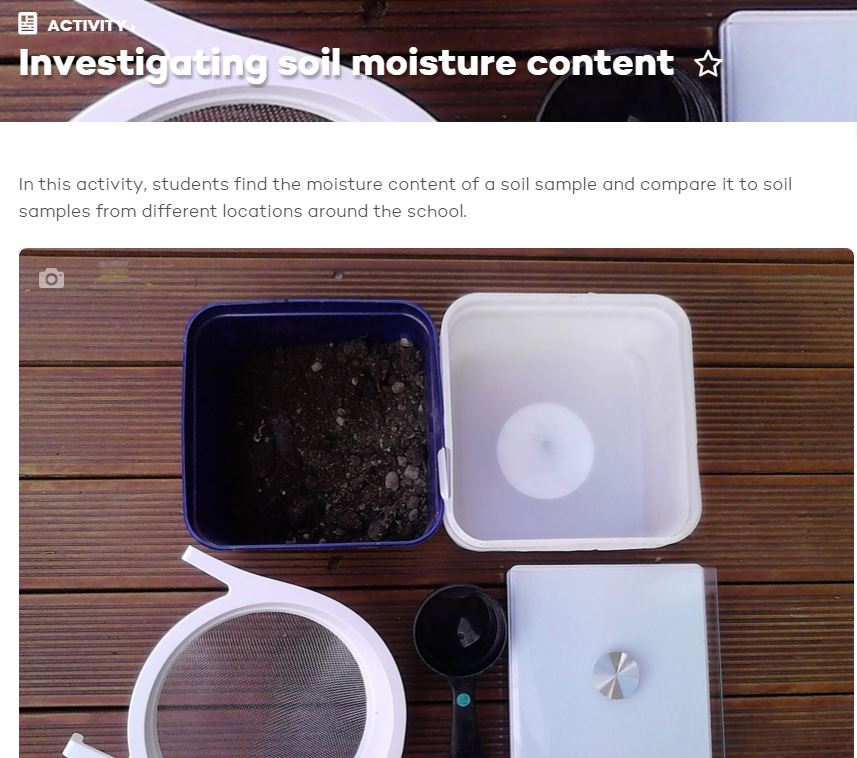 ACTIVITY
Investigating soil moisture content
In this activity, students find the moisture content of a soil sample and compare it to soil
samples from different locations around the school.